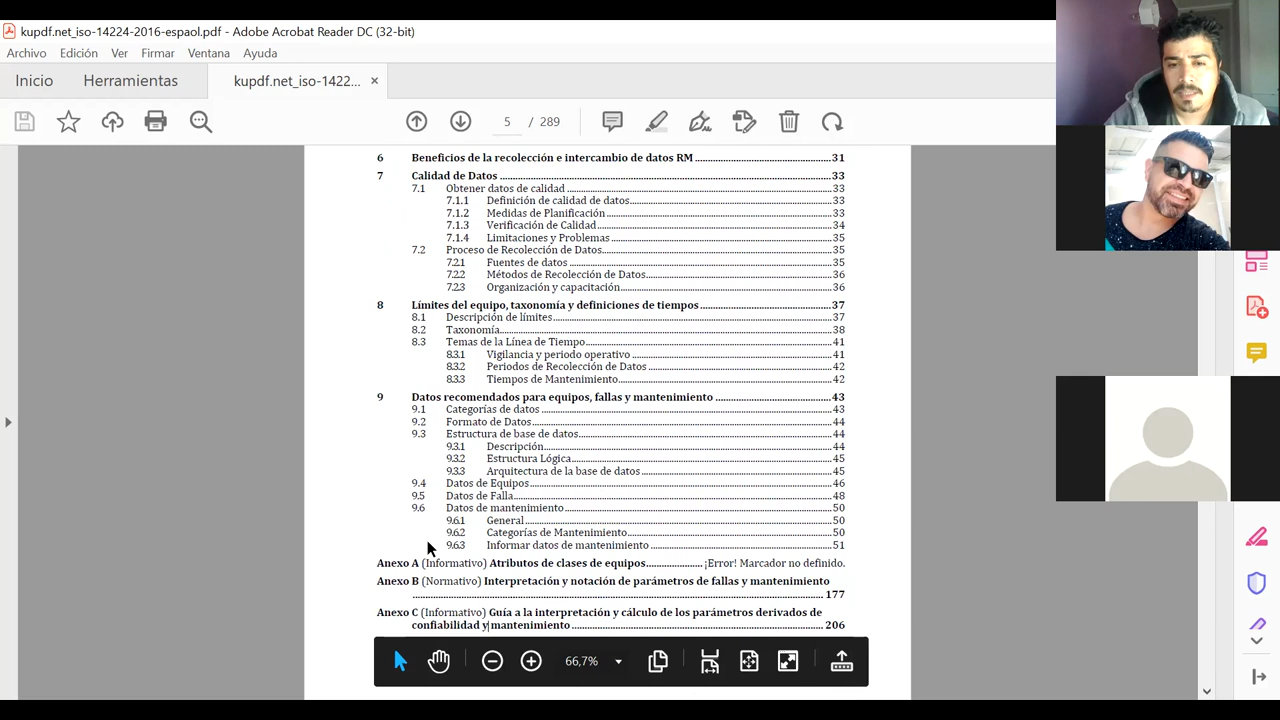 kupdf.net_iso-14224-2016-espaol.pdf - Adobe Acrobat Reader DC (32-bit)
Archivo Edición Ver Firmar Ventana Ayuda
Inicio Herramientas kupdf.net_iso-1422... ×
5 / 289
6 Beneficios de la recolección e intercambio de datos RM 31
7 Calidad de Datos 33
7.1 Obtener datos de calidad 33
7.1.1 Definición de calidad de datos 33
7.1.2 Medidas de Planificación 33
7.1.3 Verificación de Calidad 34
7.1.4 Limitaciones y Problemas 35
7.2 Proceso de Recolección de Datos 35
7.2.1 Fuentes de datos 35
7.2.2 Métodos de Recolección de Datos 36
7.2.3 Organización y capacitación 36
8 Límites del equipo, taxonomía y definiciones de tiempos 37
8.1 Descripción de límites 37
8.2 Taxonomía 38
8.3 Temas de la Línea de Tiempo 41
8.3.1 Vigilancia y periodo operativo 41
8.3.2 Periodos de Recolección de Datos 42
8.3.3 Tiempos de Mantenimiento 42
9 Datos recomendados para equipos, fallas y mantenimiento 43
9.1 Categorías de datos 43
9.2 Formato de Datos 44
9.3 Estructura de base de datos 44
9.3.1 Descripción 44
9.3.2 Estructura Lógica 45
9.3.3 Arquitectura de la base de datos 45
9.4 Datos de Equipos 46
9.5 Datos de Falla 48
9.6 Datos de mantenimiento 50
9.6.1 General 50
9.6.2 Categorías de Mantenimiento 50
9.6.3 Informar datos de mantenimiento 51
Anexo A (Informativo) Atributos de clases de equipos ¡Error! Marcador no definido.
Anexo B (Normativo) Interpretación y notación de parámetros de fallas y mantenimiento
177
Anexo C (Informativo) Guía a la interpretación y cálculo de los parámetros derivados de
confiabilidad y mantenimiento 206
66,7%